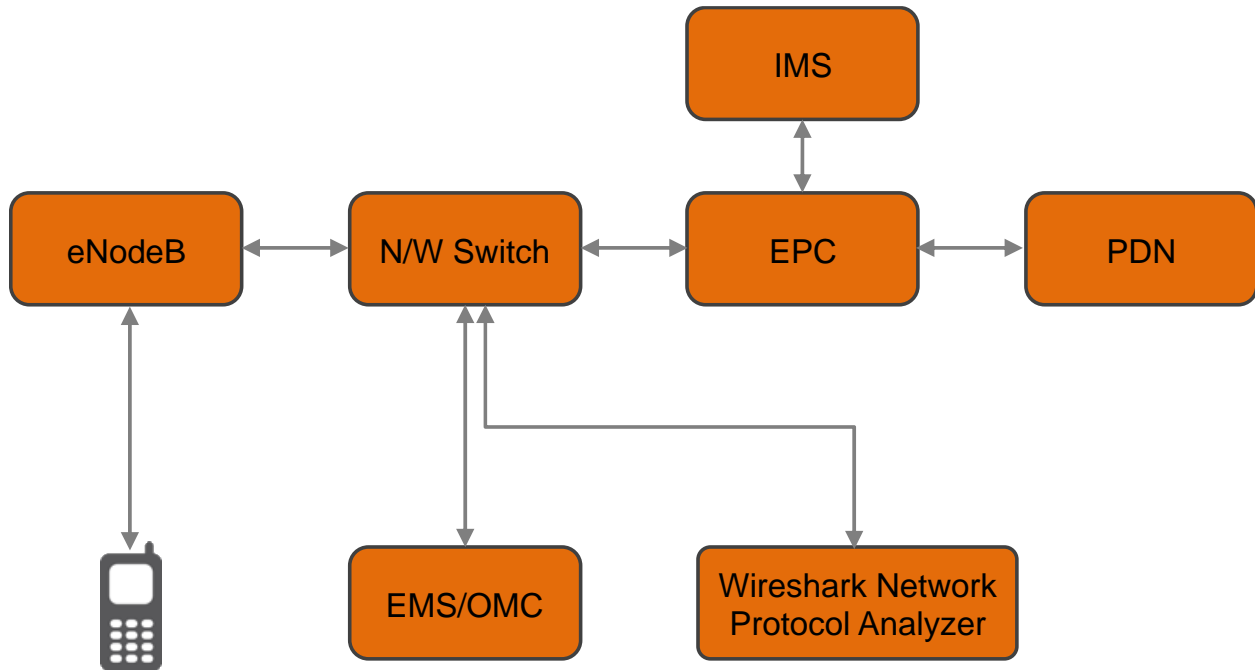 IMS
eNodeB
N/W Switch
EPC
PDN
EMS/OMC
Wireshark Network
Protocol Analyzer